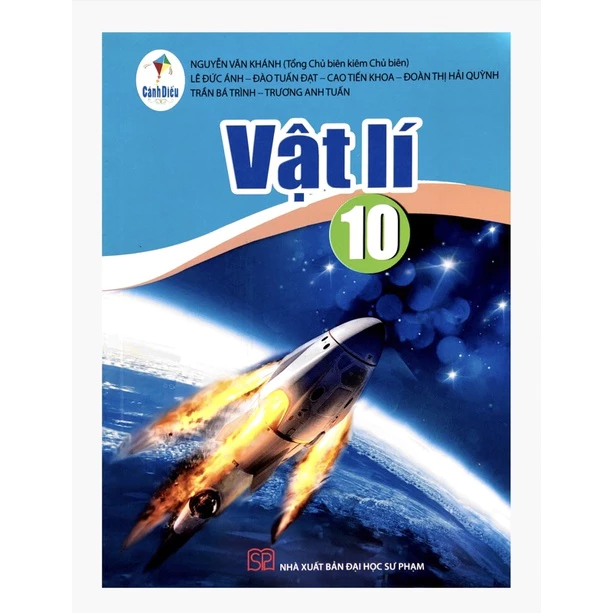 NGUYỄN VĂN KHÁNH (Tổng Chủ biên kiêm Chủ biên)
LÊ ĐỨC ÁNH – ĐÀO TUẤN ĐẠT – CAO TIẾN KHOA – ĐOÀN THỊ HẢI QUỲNH
TRẦN BÁ TRÌNH – TRƯƠNG ANH TUẤN
Cánh Diều
Vật lí
10
SP
NHÀ XUẤT BẢN ĐẠI HỌC SƯ PHẠM